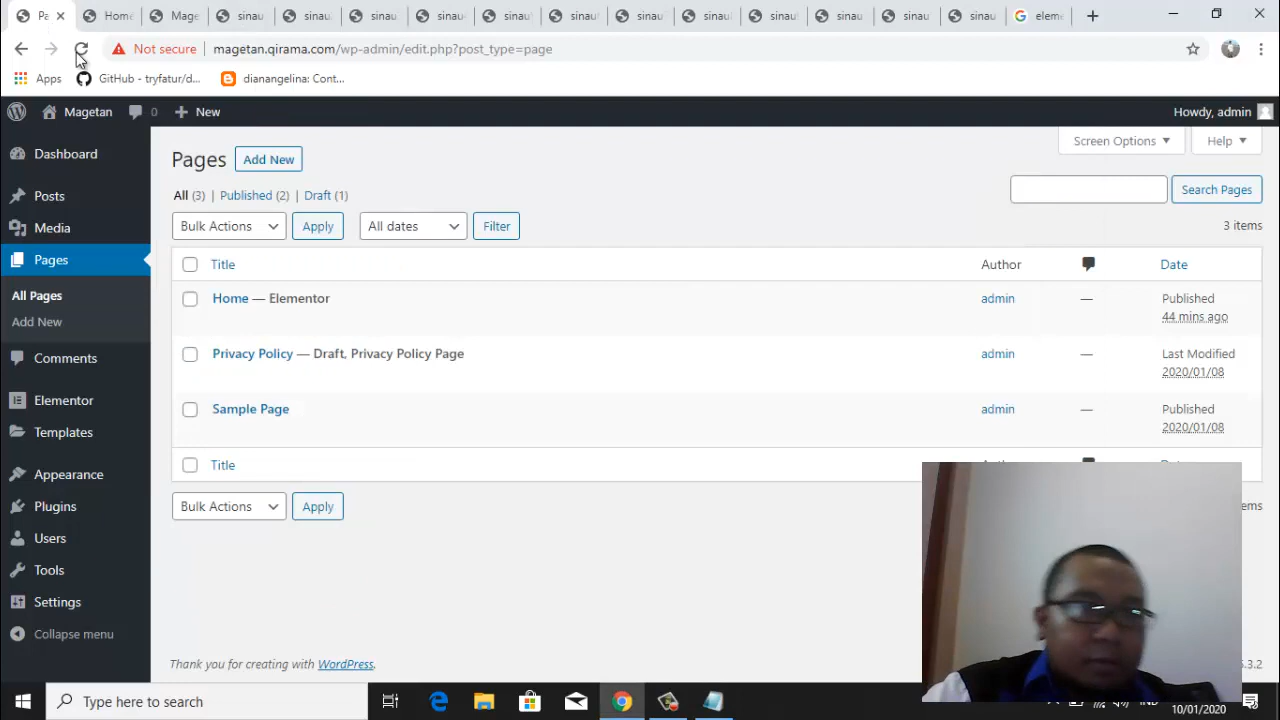 Pa
Home
Mage
sinau
sinau
sinau
sinau
sinau
sinau
sinau
sinau
sinau
sinau
sinau
sinau
eleme
Not secure
magetan.qirama.com/wp-admin/edit.php?post_type=page
Apps
GitHub - tryfatur/d...
dianangelina: Cont...
Magetan
0
New
Howdy, admin
Dashboard
Posts
Media
Pages
All Pages
Add New
Comments
Elementor
Templates
Appearance
Plugins
Users
Tools
Settings
Collapse menu
Screen Options
Help
Pages
Add New
All (3) | Published (2) | Draft (1)
Search Pages
Bulk Actions
Apply
All dates
Filter
3 items
Title
Author
Date
Home — Elementor
admin
—
Published
44 mins ago
Privacy Policy — Draft, Privacy Policy Page
admin
—
Last Modified
2020/01/08
Sample Page
admin
—
Published
2020/01/08
Title
Bulk Actions
Apply
ems
Thank you for creating with WordPress.
5.3.2
Type here to search
IND
10/01/2020